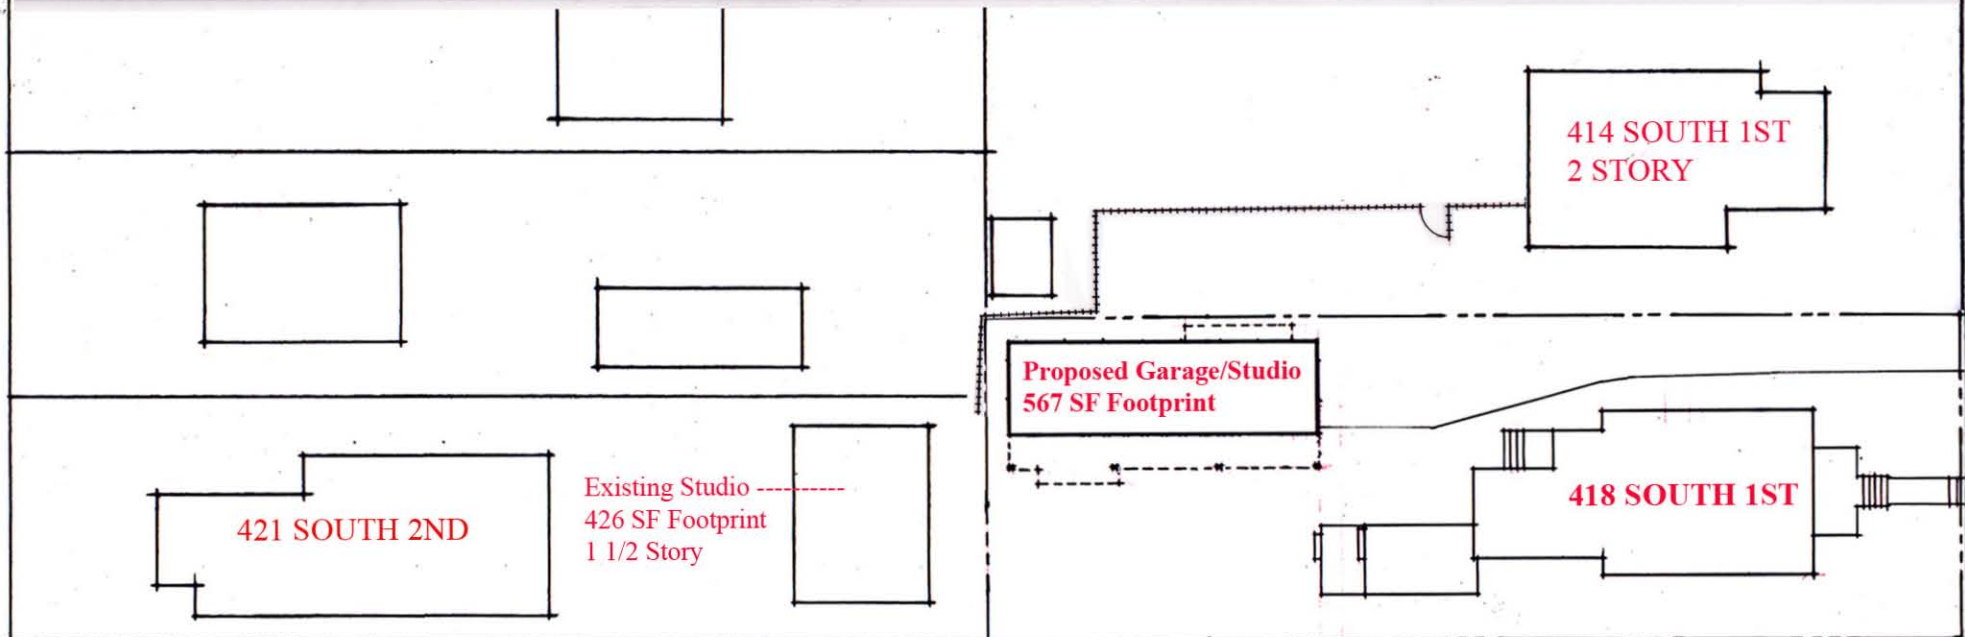 414 SOUTH 1ST
2 STORY
Proposed Garage/Studio
567 SF Footprint
Existing Studio
426 SF Footprint
1 1/2 Story
421 SOUTH 2ND
418 SOUTH 1ST